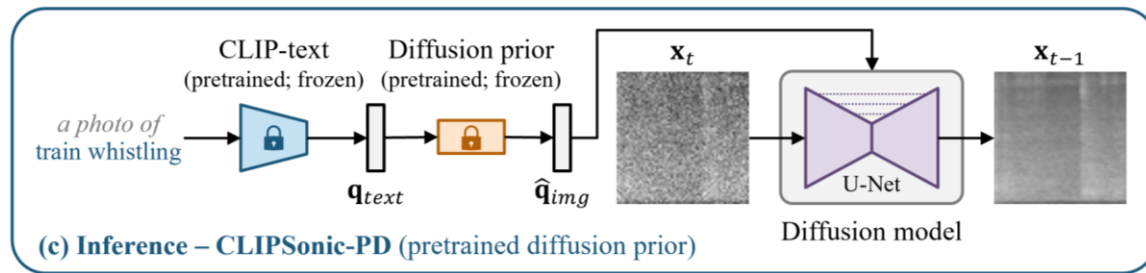 CLIP-text
(pretrained; frozen)
Diffusion prior
(pretrained; frozen)
a photo of
train whistling
q_text
q̂_img
x_t
U-Net
Diffusion model
x_{t−1}
(c) Inference – CLIPSonic-PD (pretrained diffusion prior)